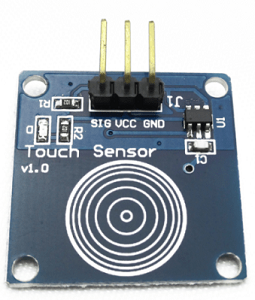 R1
J1
SIG VCC GND
U1
D
R2
C1
Touch Sensor
v1.0